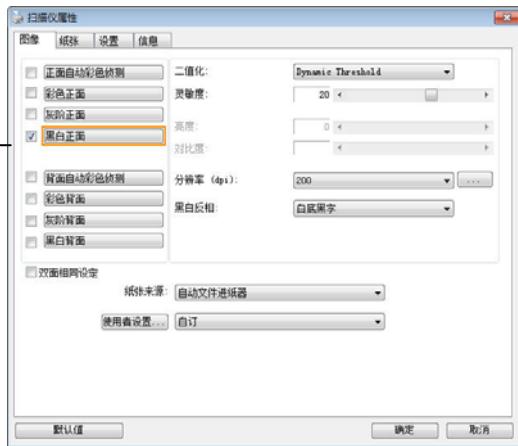 扫描仪属性
图像 纸张 设置 信息
正面自动彩色侦测
彩色正面
灰阶正面
黑白正面
背面自动彩色侦测
彩色背面
灰阶背面
黑白背面
二值化: Dynamic Threshold
灵敏度: 20
亮度: 0
对比度:
分辨率 (dpi): 200 ...
黑白反相: 白底黑字
双面相同设定
纸张来源: 自动文件进纸器
使用者设置... 自订
默认值 确定 取消